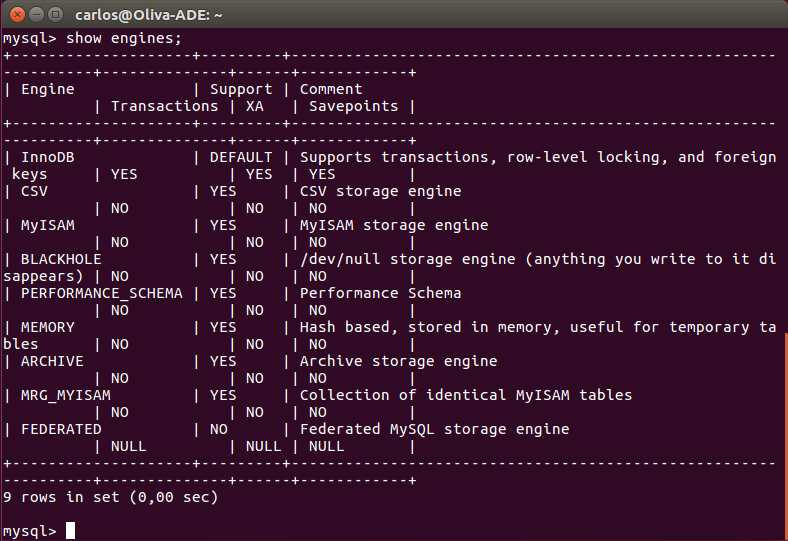 carlos@Oliva-ADE: ~
mysql> show engines;
+--------------------+---------+------------------------------------------------------
----------+--------------+------+------------+
| Engine             | Support | Comment
          | Transactions | XA   | Savepoints |
+--------------------+---------+------------------------------------------------------
----------+--------------+------+------------+
| InnoDB             | DEFAULT | Supports transactions, row-level locking, and foreign
 keys     | YES          | YES  | YES        |
| CSV                | YES     | CSV storage engine
          | NO           | NO   | NO         |
| MyISAM             | YES     | MyISAM storage engine
          | NO           | NO   | NO         |
| BLACKHOLE          | YES     | /dev/null storage engine (anything you write to it di
sappears) | NO           | NO   | NO         |
| PERFORMANCE_SCHEMA | YES     | Performance Schema
          | NO           | NO   | NO         |
| MEMORY             | YES     | Hash based, stored in memory, useful for temporary ta
bles      | NO           | NO   | NO         |
| ARCHIVE            | YES     | Archive storage engine
          | NO           | NO   | NO         |
| MRG_MYISAM         | YES     | Collection of identical MyISAM tables
          | NO           | NO   | NO         |
| FEDERATED          | NO      | Federated MySQL storage engine
          | NULL         | NULL | NULL       |
+--------------------+---------+------------------------------------------------------
----------+--------------+------+------------+
9 rows in set (0,00 sec)
mysql>